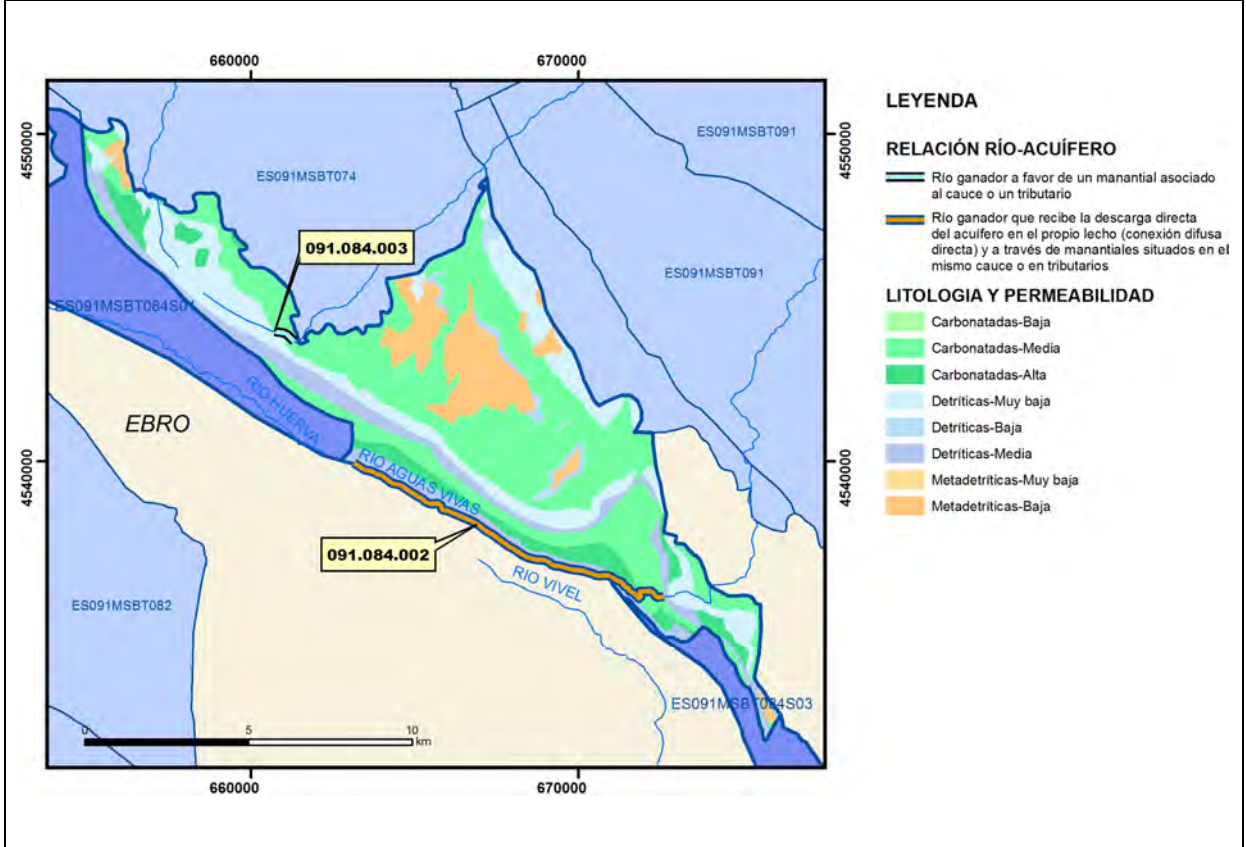 660000
670000
4550000
4550000
4540000
4540000
ES091MSBT091
ES091MSBT074
091.084.003
ES091MSBT091
ES091MSBT084S01
RIO HUERVA
EBRO
RIO AGUAS VIVAS
091.084.002
RIO VIVEL
ES091MSBT082
ES091MSBT084S03
0 5 10
km
660000
670000
LEYENDA
RELACIÓN RÍO-ACUÍFERO
Río ganador a favor de un manantial asociado
al cauce o un tributario
Río ganador que recibe la descarga directa
del acuífero en el propio lecho (conexión difusa
directa) y a través de manantiales situados en el
mismo cauce o en tributarios
LITOLOGIA Y PERMEABILIDAD
Carbonatadas-Baja
Carbonatadas-Media
Carbonatadas-Alta
Detríticas-Muy baja
Detríticas-Baja
Detríticas-Media
Metadetríticas-Muy baja
Metadetríticas-Baja